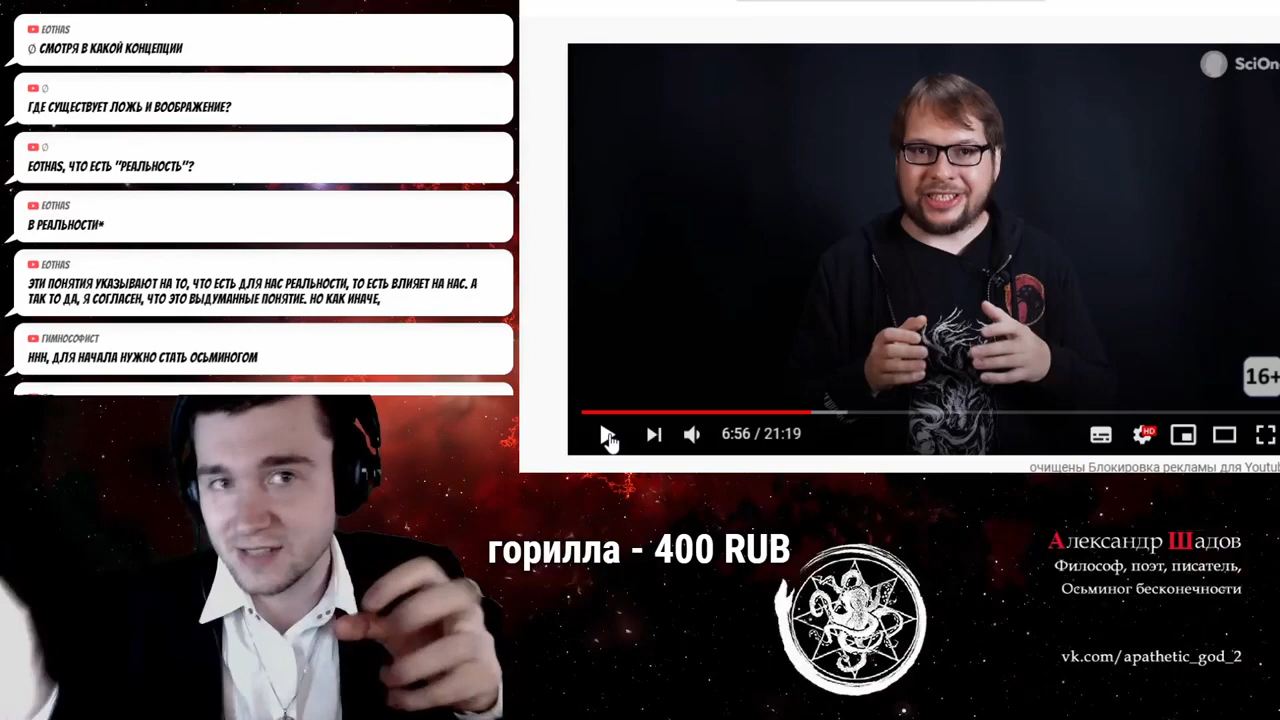 EOTHAS
Ø СМОТРЯ В КАКОЙ КОНЦЕПЦИИ
Ø
ГДЕ СУЩЕСТВУЕТ ЛОЖЬ И ВООБРАЖЕНИЕ?
Ø
EOTHAS, ЧТО ЕСТЬ "РЕАЛЬНОСТЬ"?
EOTHAS
В РЕАЛЬНОСТИ*
EOTHAS
ЭТИ ПОНЯТИЯ УКАЗЫВАЮТ НА ТО, ЧТО ЕСТЬ ДЛЯ НАС РЕАЛЬНОСТЬ, ТО ЕСТЬ ВЛИЯЕТ НА НАС. А
ТАК ТО ДА, Я СОГЛАСЕН, ЧТО ЭТО ВЫДУМАННЫЕ ПОНЯТИЕ. НО КАК ИНАЧЕ,
ГИМНОСОФИСТ
ННН, ДЛЯ НАЧАЛА НУЖНО СТАТЬ ОСЬМИНОГОМ
SciOn
16+
6:56 / 21:19
HD
очищены Блокировка рекламы для Youtub
горилла - 400 RUB
Александр Шадов
Философ, поэт, писатель,
Осьминог бесконечности
vk.com/apathetic_god_2